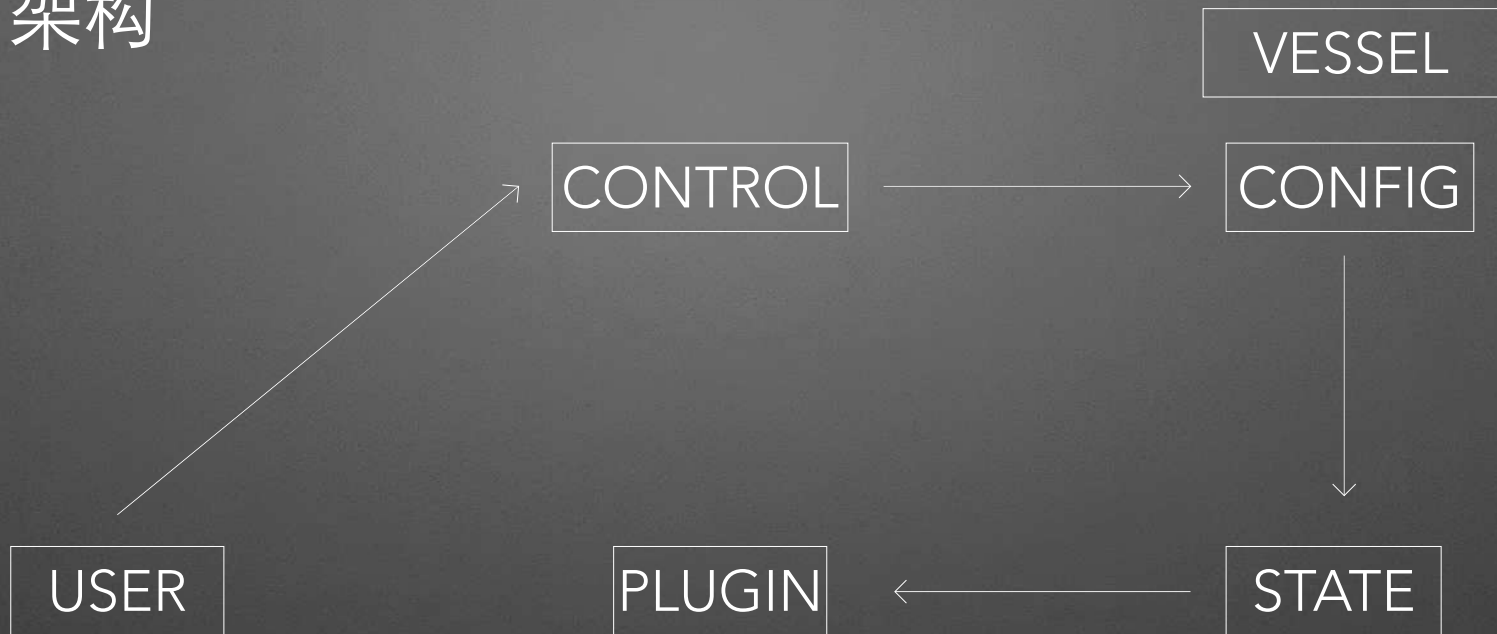 架构
VESSEL
CONTROL
CONFIG
USER
PLUGIN
STATE